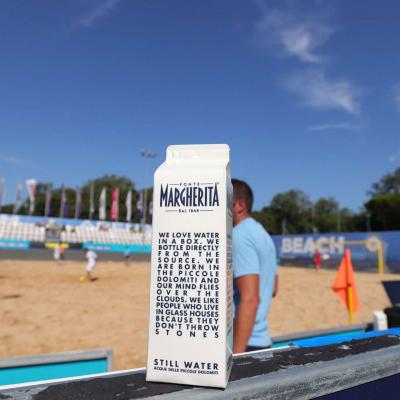 FONTE
MARGHERITA
DAL 1845
WE LOVE WATER
IN A BOX. WE
BOTTLE DIRECTLY
FROM THE
SOURCE. WE
ARE BORN IN
THE PICCOLE
DOLOMITI AND
OUR MIND FLIES
OVER THE
CLOUDS. WE LIKE
PEOPLE WHO LIVE
IN GLASS HOUSES
BECAUSE THEY
DON'T THROW
STONES
STILL WATER
ACQUA DELLE PICCOLE DOLOMITI
BEACH